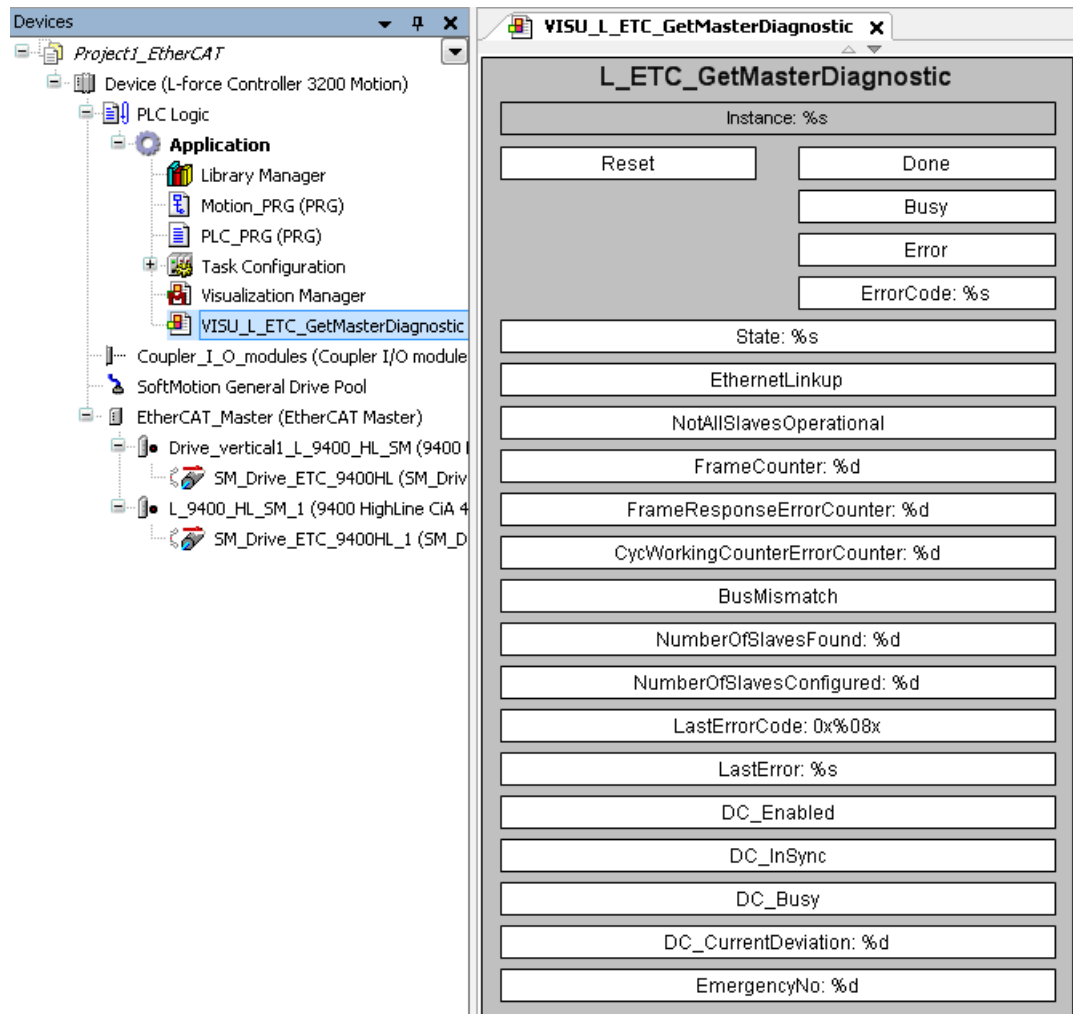 Devices
Project1_EtherCAT
Device (L-force Controller 3200 Motion)
PLC Logic
Application
Library Manager
Motion_PRG (PRG)
PLC_PRG (PRG)
Task Configuration
Visualization Manager
VISU_L_ETC_GetMasterDiagnostic
Coupler_I_O_modules (Coupler I/O module
SoftMotion General Drive Pool
EtherCAT_Master (EtherCAT Master)
Drive_vertical1_L_9400_HL_SM (9400
SM_Drive_ETC_9400HL (SM_Driv
L_9400_HL_SM_1 (9400 HighLine CiA 4
SM_Drive_ETC_9400HL_1 (SM_D
VISU_L_ETC_GetMasterDiagnostic
L_ETC_GetMasterDiagnostic
Instance: %s
Reset
Done
Busy
Error
ErrorCode: %s
State: %s
EthernetLinkup
NotAllSlavesOperational
FrameCounter: %d
FrameResponseErrorCounter: %d
CycWorkingCounterErrorCounter: %d
BusMismatch
NumberOfSlavesFound: %d
NumberOfSlavesConfigured: %d
LastErrorCode: 0x%08x
LastError: %s
DC_Enabled
DC_InSync
DC_Busy
DC_CurrentDeviation: %d
EmergencyNo: %d